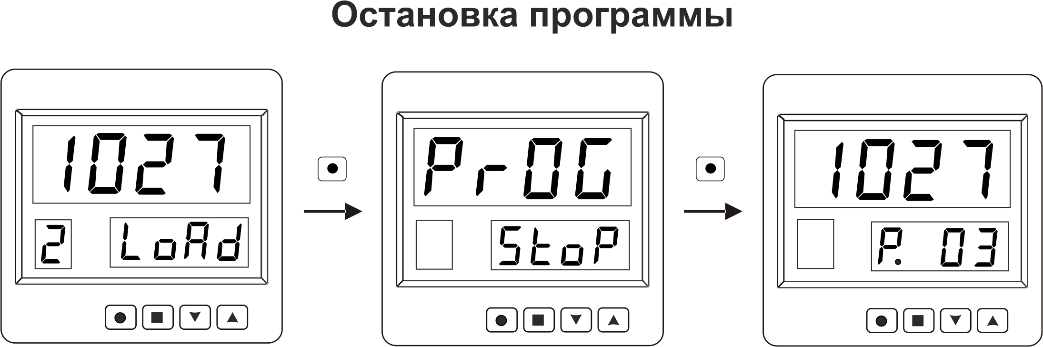 Остановка программы
1027
2 LoAd
PrOG
StoP
1027
P. 03